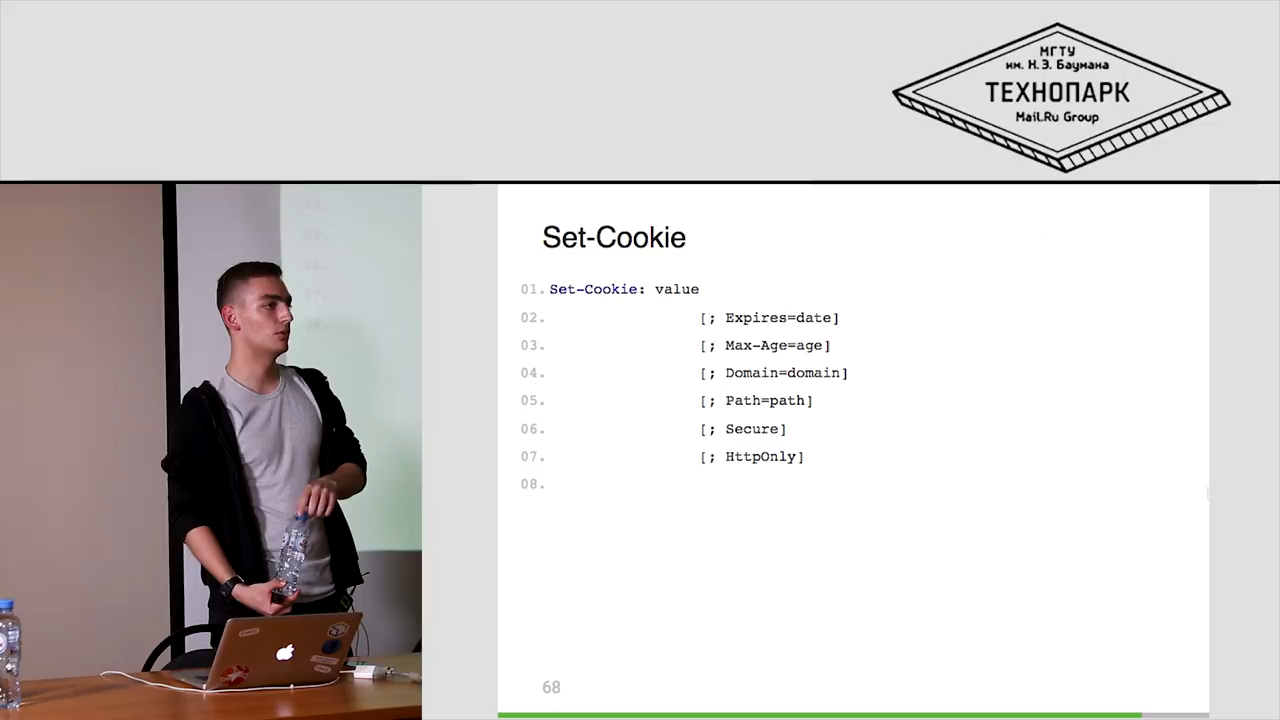 МГТУ
им. Н.Э. Баумана
ТЕХНОПАРК
Mail.Ru Group
Set-Cookie
01. Set-Cookie: value
02. [; Expires=date]
03. [; Max-Age=age]
04. [; Domain=domain]
05. [; Path=path]
06. [; Secure]
07. [; HttpOnly]
08.
68